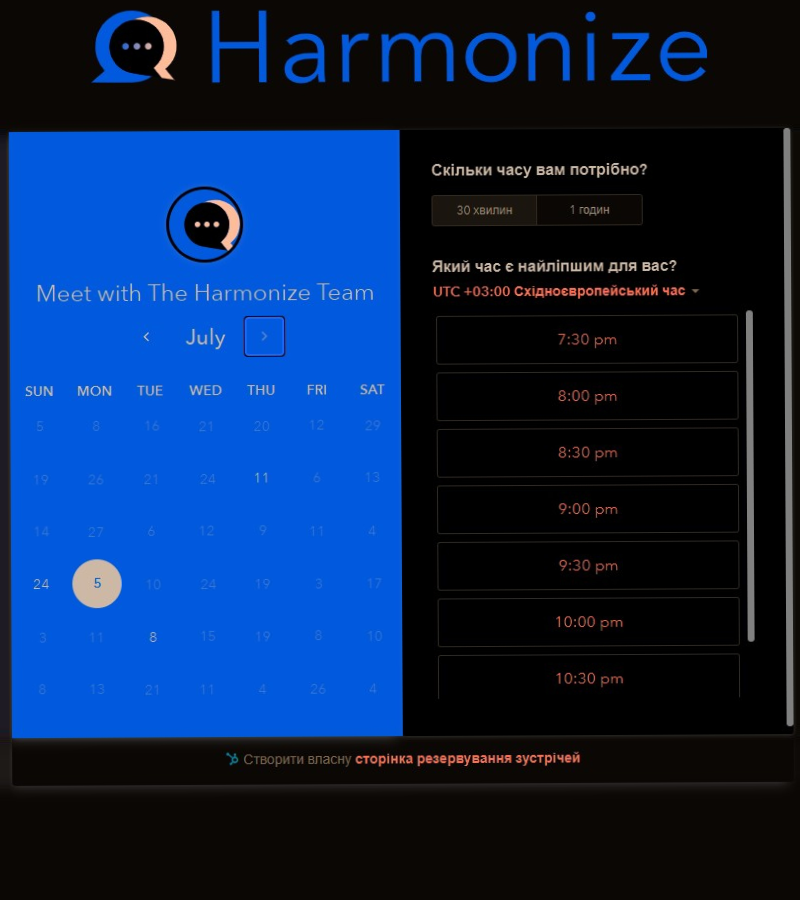 Harmonize
Meet with The Harmonize Team
July
SUN MON TUE WED THU FRI SAT
5 8 16 21 20 12 29
19 26 21 24 11 6 13
14 27 6 12 9 11 4
24 5 10 24 19 3 17
3 11 8 15 19 8 10
8 13 21 11 4 26 4
Скільки часу вам потрібно?
30 хвилин 1 годин
Який час є найліпшим для вас?
UTC +03:00 Східноєвропейський час
7:30 pm
8:00 pm
8:30 pm
9:00 pm
9:30 pm
10:00 pm
10:30 pm
Створити власну сторінка резервування зустрічей